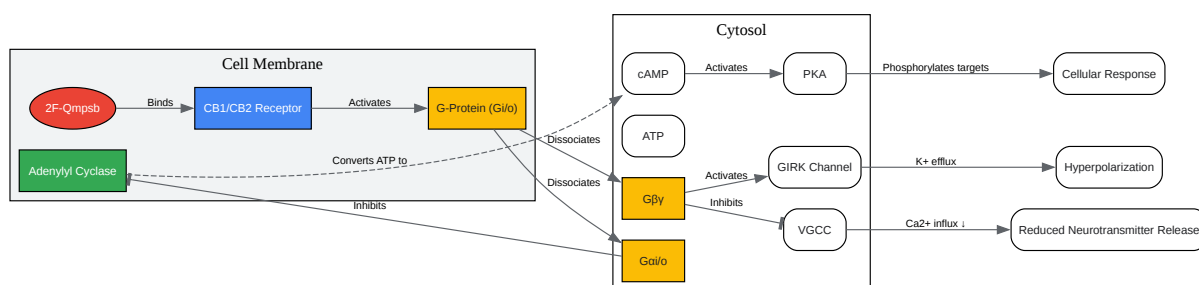 Cytosol
Cell Membrane
cAMP
Activates
PKA
Phosphorylates targets
Cellular Response
2F-Qmpsb
Binds
CB1/CB2 Receptor
Activates
G-Protein (Gi/o)
ATP
Dissociates
Adenylyl Cyclase
Converts ATP to
GIRK Channel
K+ efflux
Hyperpolarization
Activates
Dissociates
Gβγ
Inhibits
Inhibits
VGCC
Ca2+ influx ↓
Reduced Neurotransmitter Release
Gαi/o